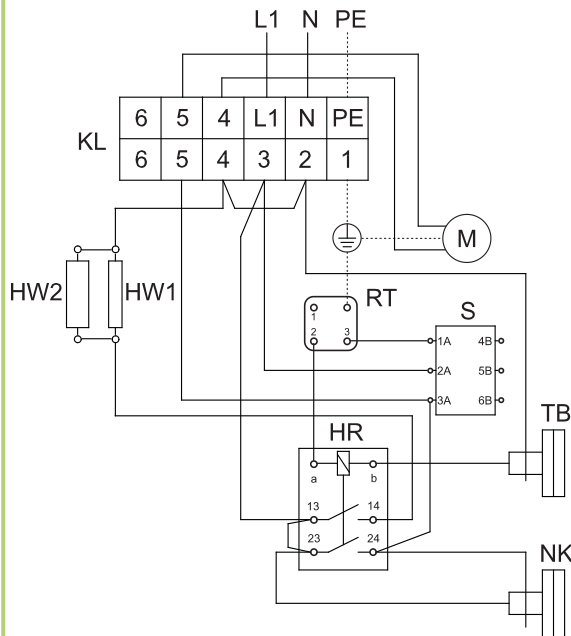 L1 N PE
6 5 4 L1 N PE
KL
6 5 4 3 2 1
M
HW2 HW1
RT
1
2 3
S
1A 4B
2A 5B
3A 6B
TB
HR
a b
13 14
23 24
NK